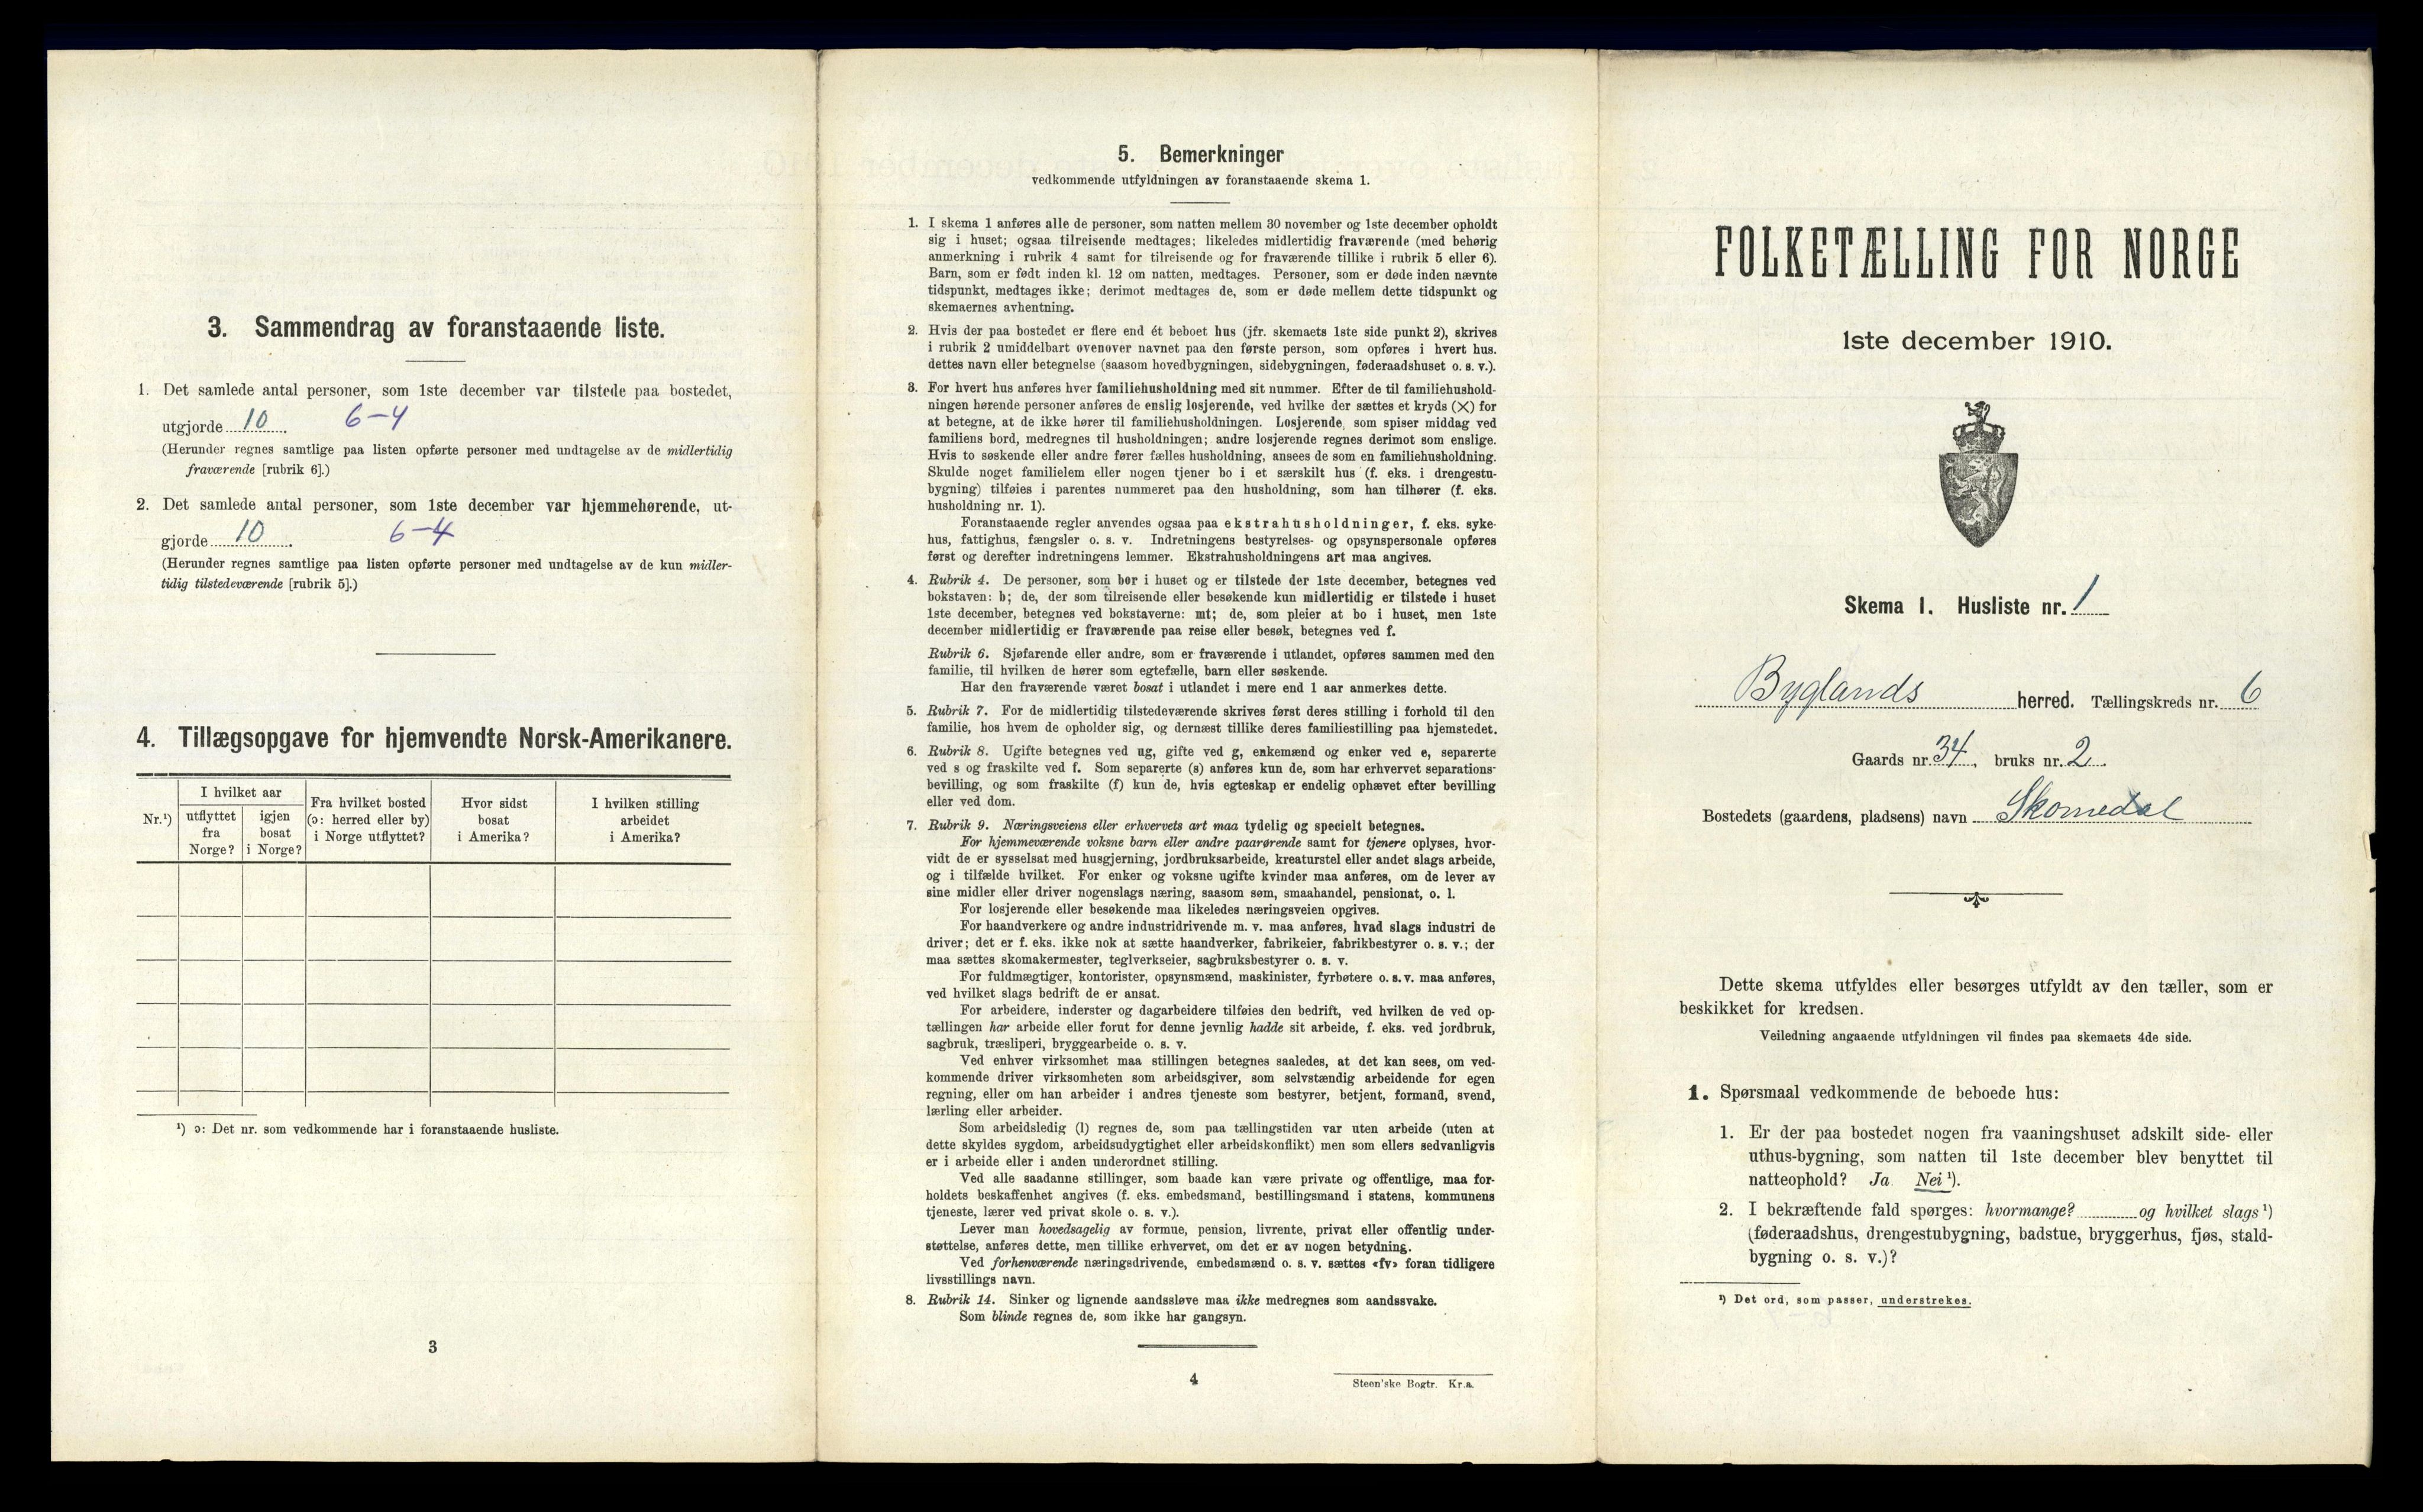 3. Sammendrag av foranstaaende liste.
1. Det samlede antal personer, som 1ste december var tilstede paa bostedet,
utgjorde 10. 6-4
(Herunder regnes samtlige paa listen opførte personer med undtagelse av de midlertidig
fraværende [rubrik 6].)
2. Det samlede antal personer, som 1ste december var hjemmehørende, ut-
gjorde 10. 6-4
(Herunder regnes samtlige paa listen opførte personer med undtagelse av de kun midler-
tidig tilstedeværende [rubrik 5].)
4. Tillægsopgave for hjemvendte Norsk-Amerikanere.
Nr.¹)
I hvilket aar
utflyttet
fra
Norge?
igjen
bosat
i Norge?
Fra hvilket bosted
(ɔ: herred eller by)
i Norge utflyttet?
Hvor sidst
bosat
i Amerika?
I hvilken stilling
arbeidet
i Amerika?
¹) ɔ: Det nr. som vedkommende har i foranstaaende husliste.
3
5. Bemerkninger
vedkommende utfyldningen av foranstaaende skema 1.
1. I skema 1 anføres alle de personer, som natten mellem 30 november og 1ste december opholdt
sig i huset; ogsaa tilreisende medtages; likeledes midlertidig fraværende (med behørig
anmerkning i rubrik 4 samt for tilreisende og for fraværende tillike i rubrik 5 eller 6).
Barn, som er født inden kl. 12 om natten, medtages. Personer, som er døde inden nævnte
tidspunkt, medtages ikke; derimot medtages de, som er døde mellem dette tidspunkt og
skemaernes avhentning.
2. Hvis der paa bostedet er flere end ét beboet hus (jfr. skemaets 1ste side punkt 2), skrives
i rubrik 2 umiddelbart ovenover navnet paa den første person, som opføres i hvert hus.
dettes navn eller betegnelse (saasom hovedbygningen, sidebygningen, føderaadshuset o. s. v.).
3. For hvert hus anføres hver familiehusholdning med sit nummer. Efter de til familiehushold-
ningen hørende personer anføres de enslig losjerende, ved hvilke der sættes et kryds (×) for
at betegne, at de ikke hører til familiehusholdningen. Losjerende, som spiser middag ved
familiens bord, medregnes til husholdningen; andre losjerende regnes derimot som enslige.
Hvis to søskende eller andre fører fælles husholdning, ansees de som en familiehusholdning.
Skulde noget familielem eller nogen tjener bo i et særskilt hus (f. eks. i drengestu-
bygning) tilføies i parentes nummeret paa den husholdning, som han tilhører (f. eks.
husholdning nr. 1).
Foranstaaende regler anvendes ogsaa paa ekstrahusholdninger, f. eks. syke-
hus, fattighus, fængsler o. s. v. Indretningens bestyrelses- og opsynspersonale opføres
først og derefter indretningens lemmer. Ekstrahusholdningens art maa angives.
4. Rubrik 4. De personer, som bor i huset og er tilstede der 1ste december, betegnes ved
bokstaven: b; de, der som tilreisende eller besøkende kun midlertidig er tilstede i huset
1ste december, betegnes ved bokstaverne: mt; de, som pleier at bo i huset, men 1ste
december midlertidig er fraværende paa reise eller besøk, betegnes ved f.
Rubrik 6. Sjøfarende eller andre, som er fraværende i utlandet, opføres sammen med den
familie, til hvilken de hører som egtefælle, barn eller søskende.
Har den fraværende været bosat i utlandet i mere end 1 aar anmerkes dette.
5. Rubrik 7. For de midlertidig tilstedeværende skrives først deres stilling i forhold til den
familie, hos hvem de opholder sig, og dernæst tillike deres familiestilling paa hjemstedet.
6. Rubrik 8. Ugifte betegnes ved ug, gifte ved g, enkemænd og enker ved e, separerte
ved s og fraskilte ved f. Som separerte (s) anføres kun de, som har erhvervet separations-
bevilling, og som fraskilte (f) kun de, hvis egteskap er endelig ophævet efter bevilling
eller ved dom.
7. Rubrik 9. Næringsveiens eller erhvervets art maa tydelig og specielt betegnes.
For hjemmeværende voksne barn eller andre paarørende samt for tjenere oplyses, hvor-
vidt de er sysselsat med husgjerning, jordbruksarbeide, kreaturstel eller andet slags arbeide,
og i tilfælde hvilket. For enker og voksne ugifte kvinder maa anføres, om de lever av
sine midler eller driver nogenslags næring, saasom søm, smaahandel, pensionat, o. l.
For losjerende eller besøkende maa likeledes næringsveien opgives.
For haandverkere og andre industridrivende m. v. maa anføres, hvad slags industri de
driver; det er f. eks. ikke nok at sætte haandverker, fabrikeier, fabrikbestyrer o. s. v.; der
maa sættes skomakermester, teglverkseier, sagbruksbestyrer o. s. v.
For fuldmægtiger, kontorister, opsynsmænd, maskinister, fyrbøtere o. s. v. maa anføres,
ved hvilket slags bedrift de er ansat.
For arbeidere, inderster og dagarbeidere tilføies den bedrift, ved hvilken de ved op-
tællingen har arbeide eller forut for denne jevnlig hadde sit arbeide, f. eks. ved jordbruk,
sagbruk, træsliperi, bryggearbeide o. s. v.
Ved enhver virksomhet maa stillingen betegnes saaledes, at det kan sees, om ved-
kommende driver virksomheten som arbeidsgiver, som selvstændig arbeidende for egen
regning, eller om han arbeider i andres tjeneste som bestyrer, betjent, formand, svend,
lærling eller arbeider.
Som arbeidsledig (l) regnes de, som paa tællingstiden var uten arbeide (uten at
dette skyldes sygdom, arbeidsudygtighet eller arbeidskonflikt) men som ellers sedvanligvis
er i arbeide eller i anden underordnet stilling.
Ved alle saadanne stillinger, som baade kan være private og offentlige, maa for-
holdets beskaffenhet angives (f. eks. embedsmand, bestillingsmand i statens, kommunens
tjeneste, lærer ved privat skole o. s. v.).
Lever man hovedsagelig av formue, pension, livrente, privat eller offentlig under-
støttelse, anføres dette, men tillike erhvervet, om det er av nogen betydning.
Ved forhenværende næringsdrivende, embedsmænd o. s. v. sættes «fv» foran tidligere
livsstillings navn.
8. Rubrik 14. Sinker og lignende aandssløve maa ikke medregnes som aandssvake.
Som blinde regnes de, som ikke har gangsyn.
4
Steen'ske Bogtr. Kr.a.
FOLKETÆLLING FOR NORGE
1ste december 1910.
Skema 1. Husliste nr. 1
Byglands herred. Tællingskreds nr. 6
Gaards nr. 34, bruks nr. 2.
Bostedets (gaardens, pladsens) navn Skomedal
Dette skema utfyldes eller besørges utfyldt av den tæller, som er
beskikket for kredsen.
Veiledning angaaende utfyldningen vil findes paa skemaets 4de side.
1. Spørsmaal vedkommende de beboede hus:
1. Er der paa bostedet nogen fra vaaningshuset adskilt side- eller
uthus-bygning, som natten til 1ste december blev benyttet til
natteophold? Ja Nei ¹).
2. I bekræftende fald spørges: hvormange? og hvilket slags ¹)
(føderaadshus, drengestubygning, badstue, bryggerhus, fjøs, stald-
bygning o. s. v.)?
¹) Det ord, som passer, understrekes.